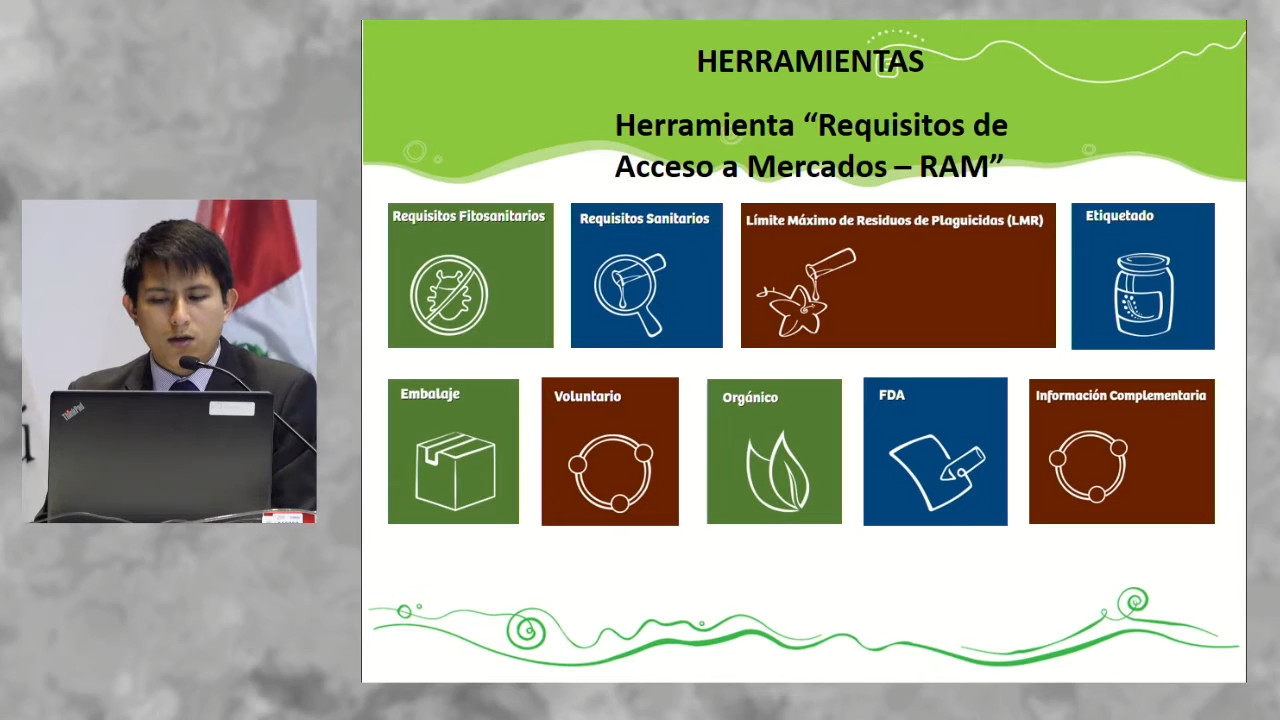 HERRAMIENTAS
Herramienta “Requisitos de
Acceso a Mercados – RAM”
Requisitos Fitosanitarios
Requisitos Sanitarios
Límite Máximo de Residuos de Plaguicidas (LMR)
Etiquetado
Embalaje
Voluntario
Orgánico
FDA
Información Complementaria
ThinkPad